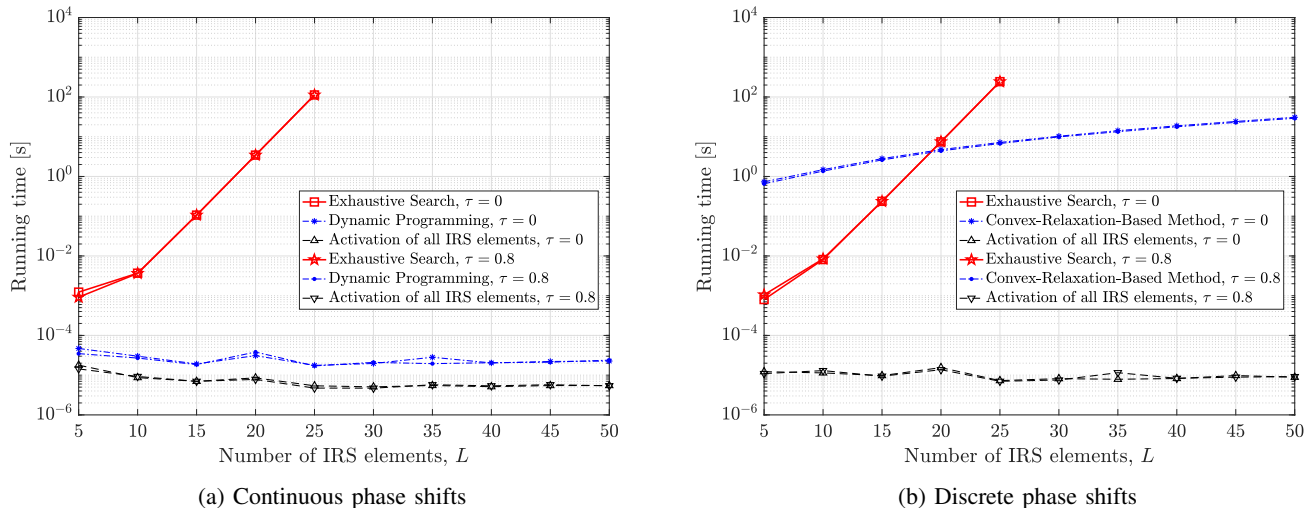 10^4
10^2
10^0
10^-2
10^-4
10^-6
Running time [s]
Exhaustive Search, τ = 0
Dynamic Programming, τ = 0
Activation of all IRS elements, τ = 0
Exhaustive Search, τ = 0.8
Dynamic Programming, τ = 0.8
Activation of all IRS elements, τ = 0.8
5 10 15 20 25 30 35 40 45 50
Number of IRS elements, L
(a) Continuous phase shifts
10^4
10^2
10^0
10^-2
10^-4
10^-6
Running time [s]
Exhaustive Search, τ = 0
Convex-Relaxation-Based Method, τ = 0
Activation of all IRS elements, τ = 0
Exhaustive Search, τ = 0.8
Convex-Relaxation-Based Method, τ = 0.8
Activation of all IRS elements, τ = 0.8
5 10 15 20 25 30 35 40 45 50
Number of IRS elements, L
(b) Discrete phase shifts